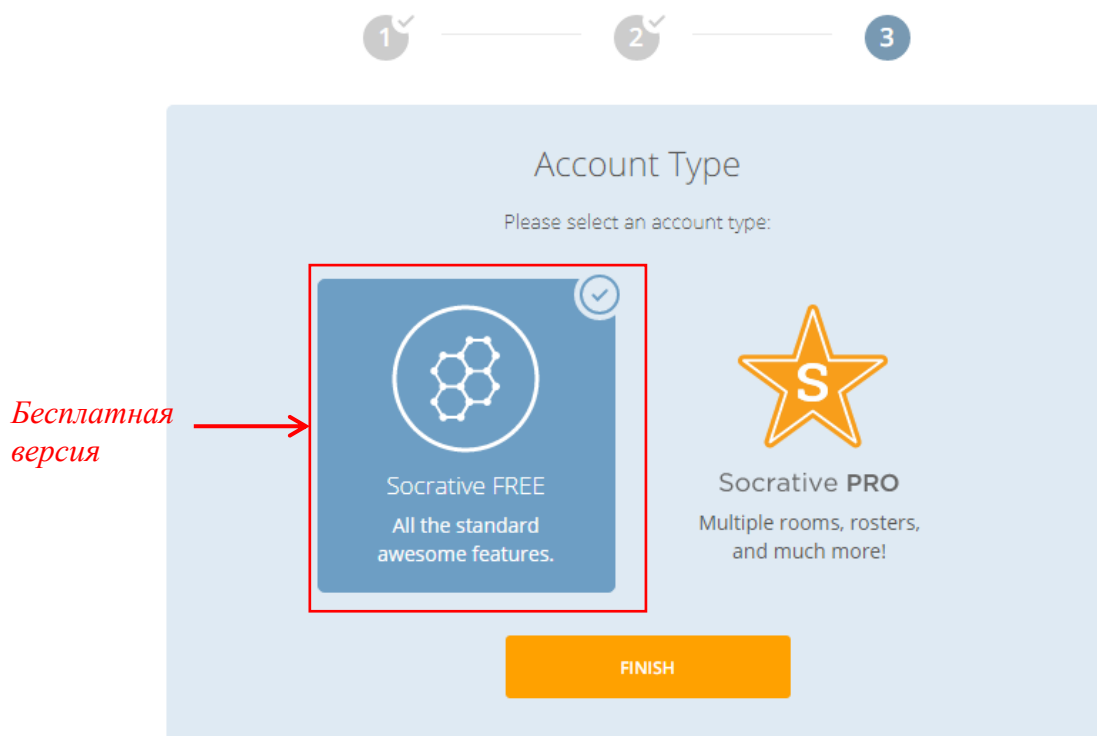 1
2
3
Account Type
Please select an account type:
Бесплатная
версия
Socrative FREE
All the standard
awesome features.
S
Socrative PRO
Multiple rooms, rosters,
and much more!
FINISH